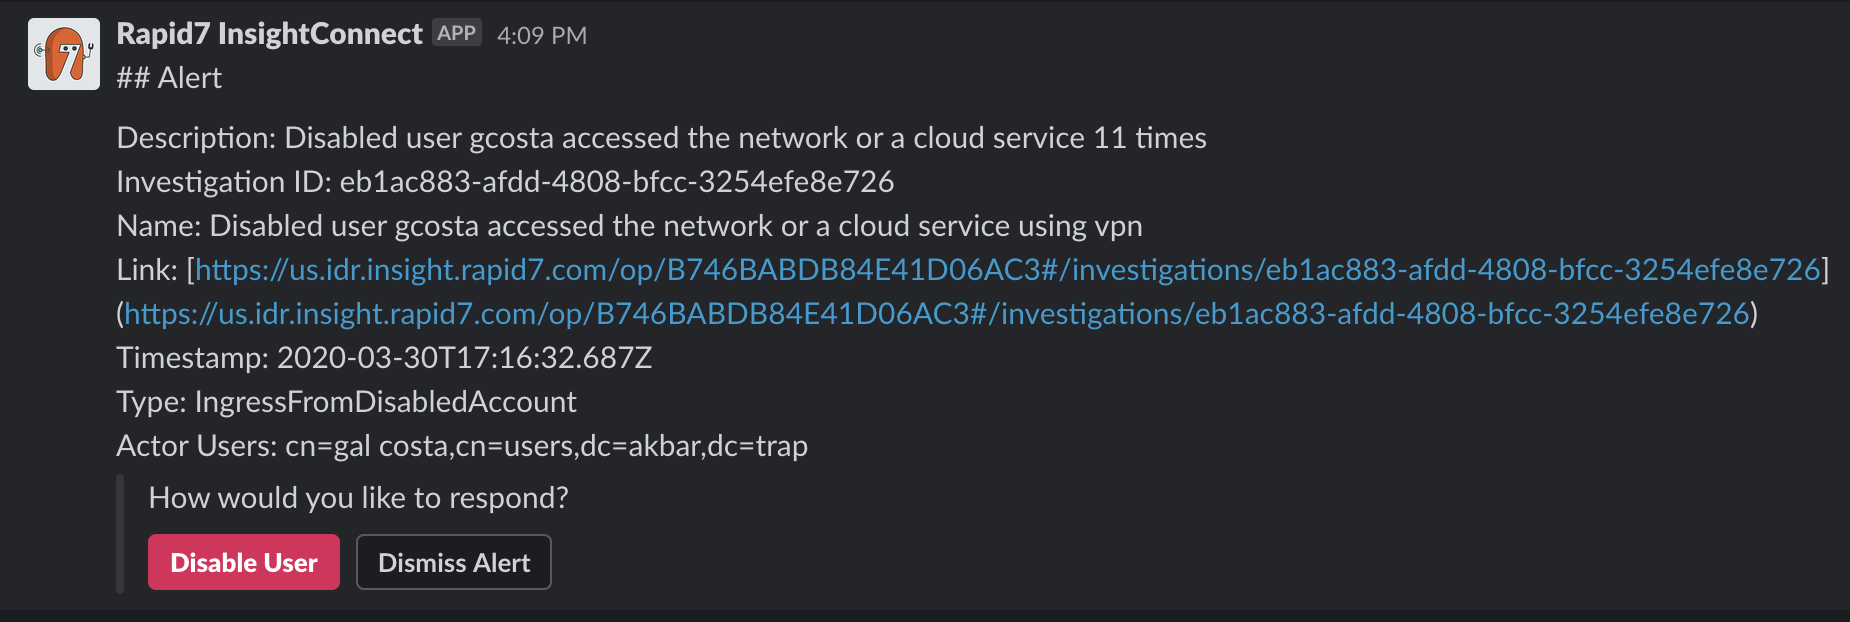 Rapid7 InsightConnect APP 4:09 PM
## Alert
Description: Disabled user gcosta accessed the network or a cloud service 11 times
Investigation ID: eb1ac883-afdd-4808-bfcc-3254efe8e726
Name: Disabled user gcosta accessed the network or a cloud service using vpn
Link: [https://us.idr.insight.rapid7.com/op/B746BABDB84E41D06AC3#/investigations/eb1ac883-afdd-4808-bfcc-3254efe8e726]
(https://us.idr.insight.rapid7.com/op/B746BABDB84E41D06AC3#/investigations/eb1ac883-afdd-4808-bfcc-3254efe8e726)
Timestamp: 2020-03-30T17:16:32.687Z
Type: IngressFromDisabledAccount
Actor Users: cn=gal costa,cn=users,dc=akbar,dc=trap
How would you like to respond?
Disable User Dismiss Alert